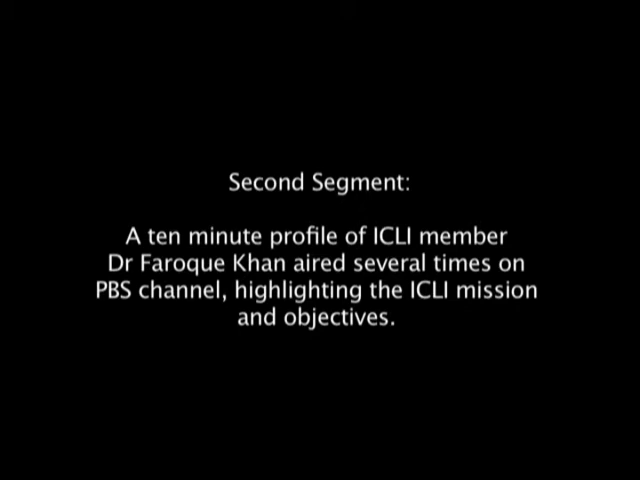 Second Segment:
A ten minute profile of ICLI member
Dr Faroque Khan aired several times on
PBS channel, highlighting the ICLI mission
and objectives.